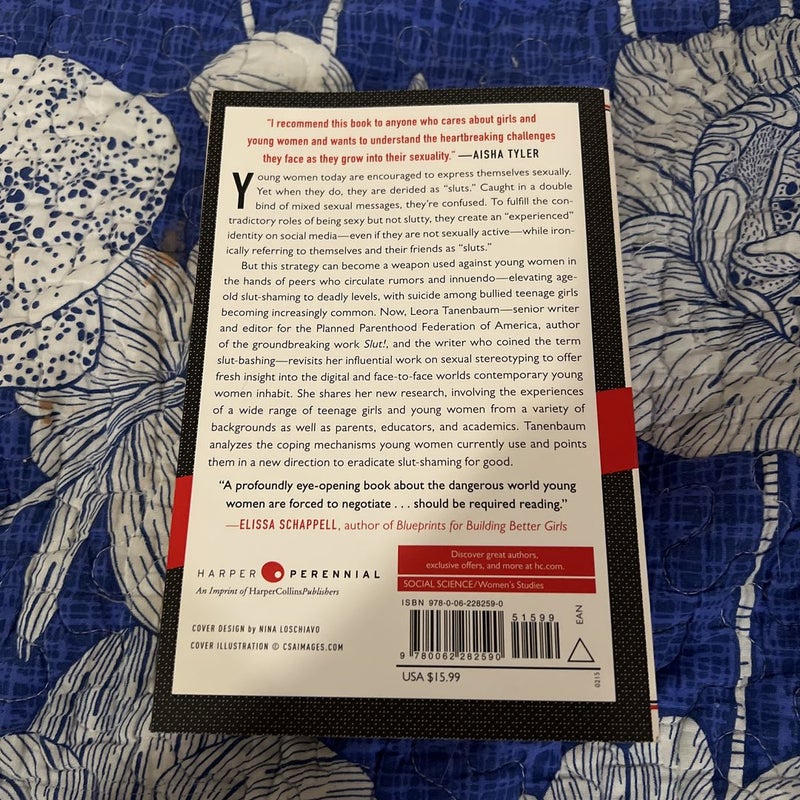 "I recommend this book to anyone who cares about girls and
young women and wants to understand the heartbreaking challenges
they face as they grow into their sexuality." —AISHA TYLER
Young women today are encouraged to express themselves sexually.
Yet when they do, they are derided as "sluts." Caught in a double
bind of mixed sexual messages, they're confused. To fulfill the con-
tradictory roles of being sexy but not slutty, they create an "experienced"
identity on social media—even if they are not sexually active—while iron-
ically referring to themselves and their friends as "sluts."
But this strategy can become a weapon used against young women in
the hands of peers who circulate rumors and innuendo—elevating age-
old slut-shaming to deadly levels, with suicide among bullied teenage girls
becoming increasingly common. Now, Leora Tanenbaum—senior writer
and editor for the Planned Parenthood Federation of America, author
of the groundbreaking work Slut!, and the writer who coined the term
slut-bashing—revisits her influential work on sexual stereotyping to offer
fresh insight into the digital and face-to-face worlds contemporary young
women inhabit. She shares her new research, involving the experiences
of a wide range of teenage girls and young women from a variety of
backgrounds as well as parents, educators, and academics. Tanenbaum
analyzes the coping mechanisms young women currently use and points
them in a new direction to eradicate slut-shaming for good.
"A profoundly eye-opening book about the dangerous world young
women are forced to negotiate . . . should be required reading."
—ELISSA SCHAPPELL, author of Blueprints for Building Better Girls
HARPER PERENNIAL
An Imprint of HarperCollinsPublishers
COVER DESIGN by NINA LOSCHIAVO
COVER ILLUSTRATION © CSAIMAGES.COM
Discover great authors,
exclusive offers, and more at hc.com.
SOCIAL SCIENCE/Women's Studies
ISBN 978-0-06-228259-0
51599
EAN
9 780062 282590
USA $15.99
0215